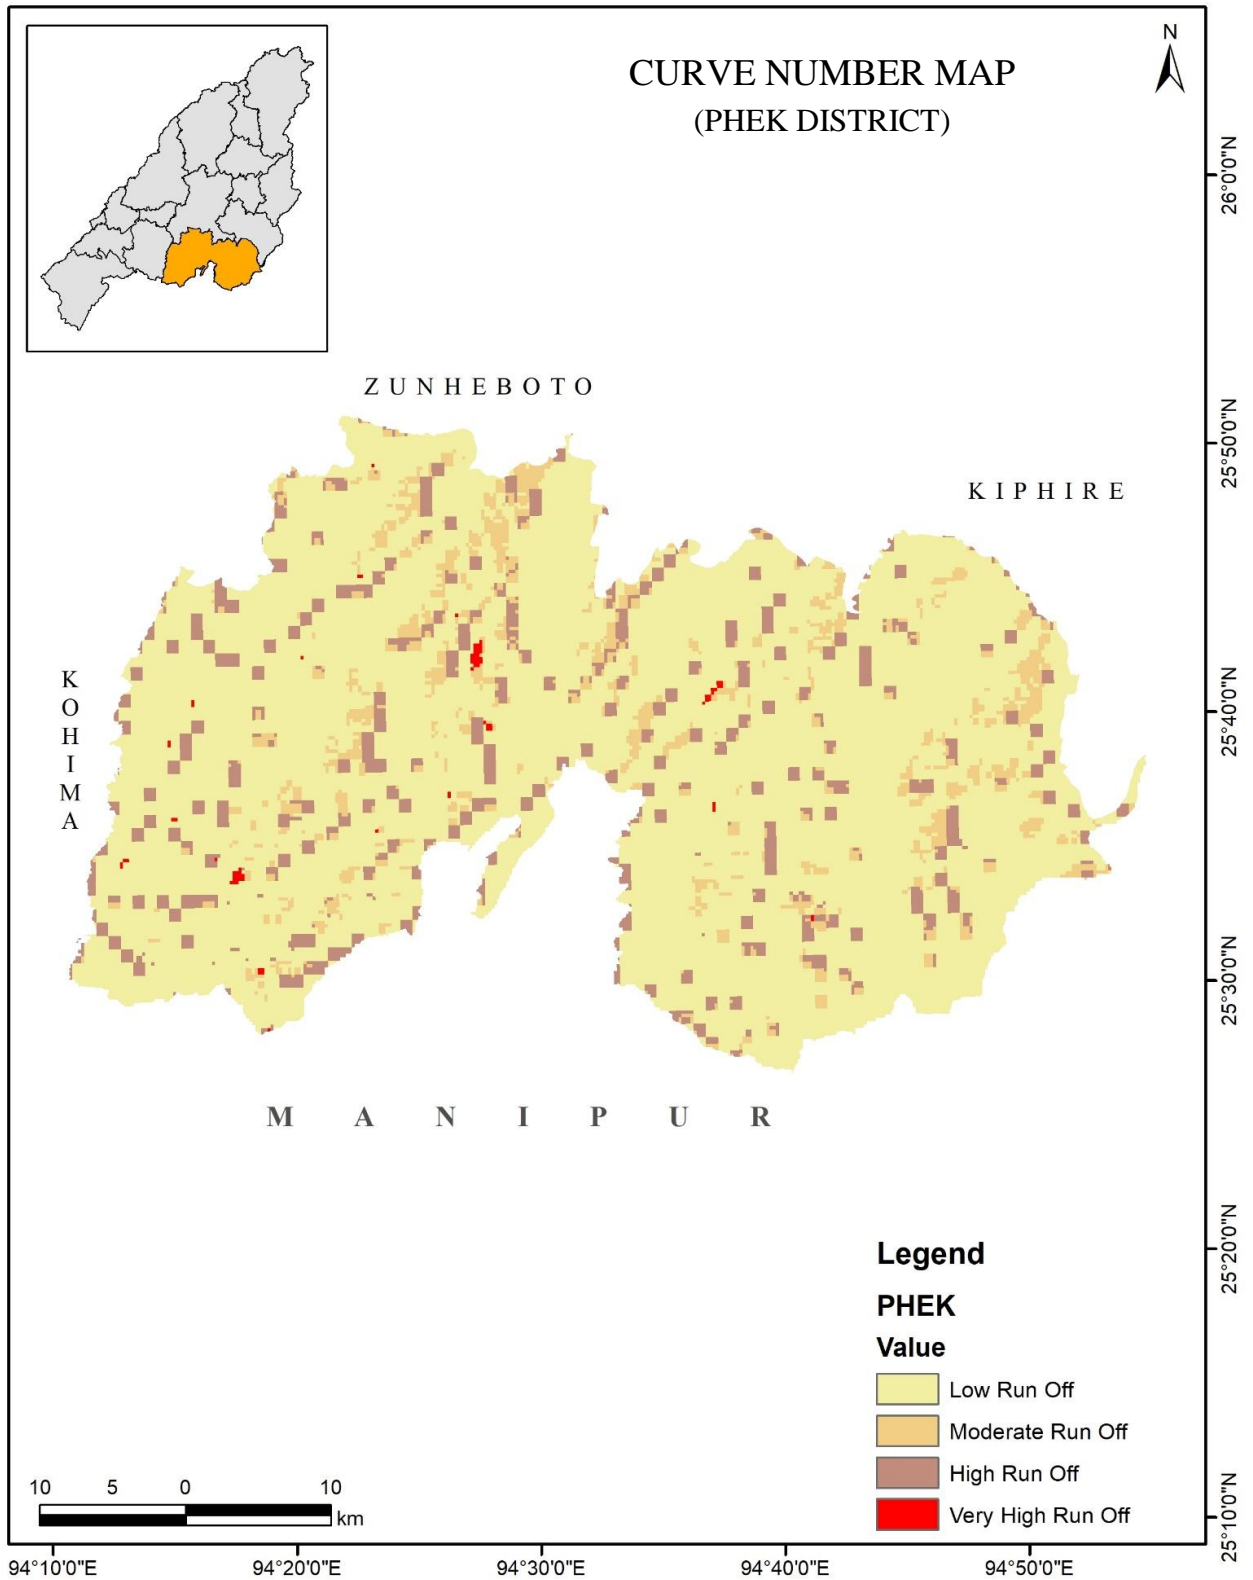 N
CURVE NUMBER MAP
(PHEK DISTRICT)
26°0'0"N
ZUNHEBOTO
25°50'0"N
KIPHIRE
KOHIMA
25°40'0"N
25°30'0"N
MANIPUR
25°20'0"N
Legend
PHEK
Value
Low Run Off
Moderate Run Off
High Run Off
Very High Run Off
10 5 0 10
km
25°10'0"N
94°10'0"E 94°20'0"E 94°30'0"E 94°40'0"E 94°50'0"E